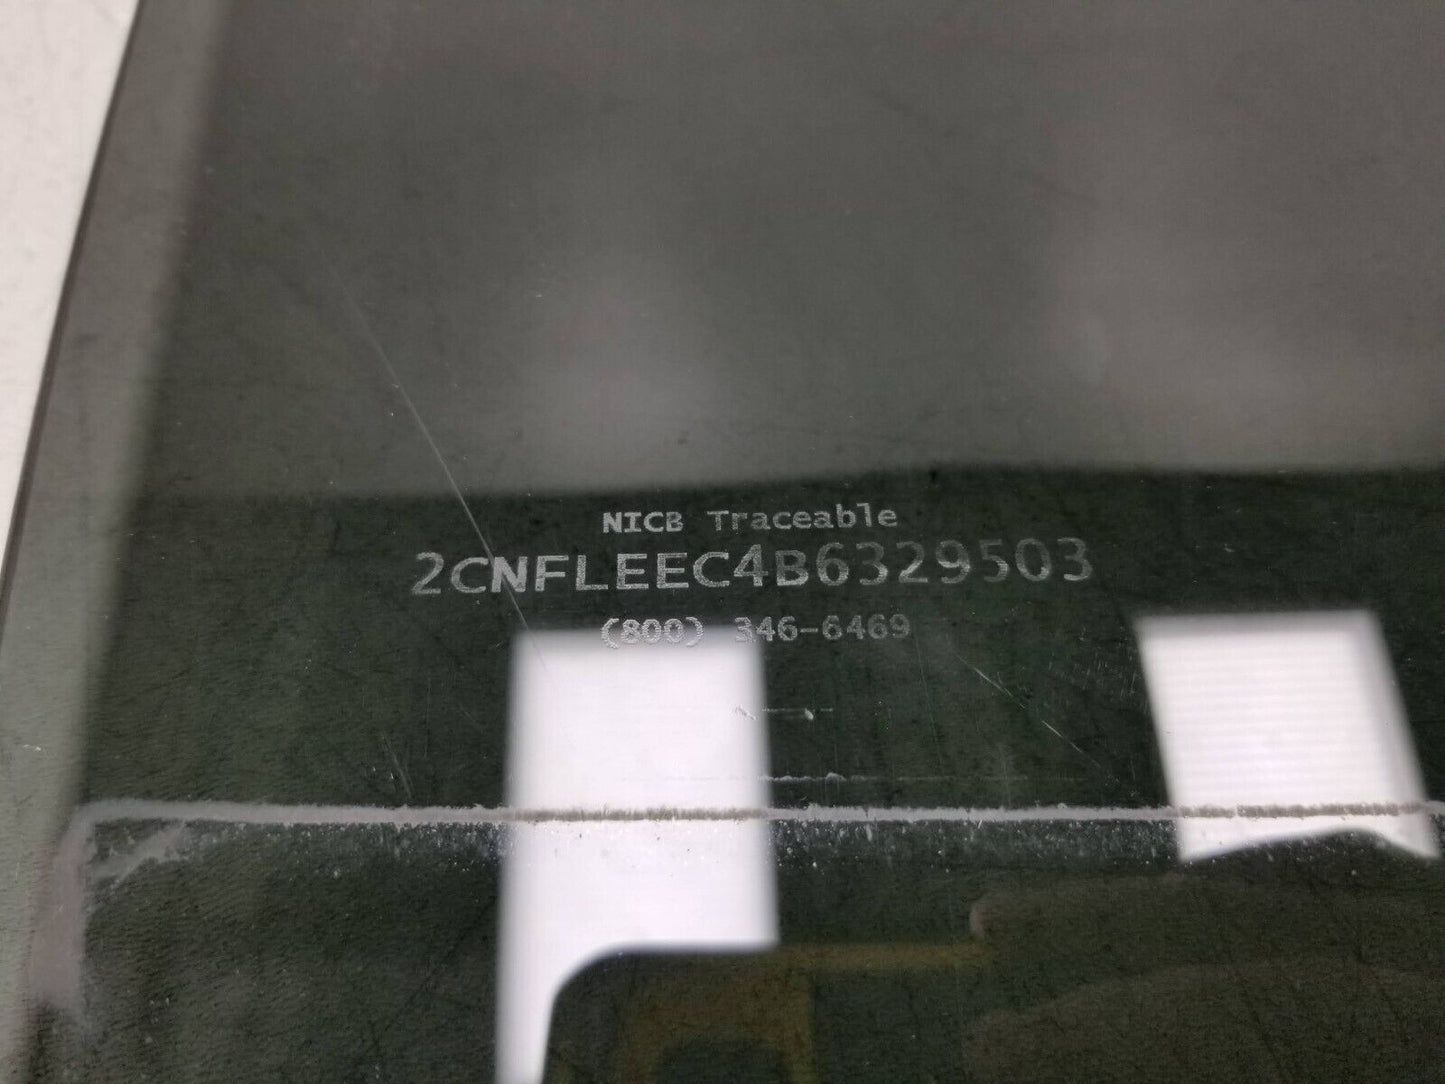 NICB Traceable
2CNFLEEC4B6329503
(800) 346-6469